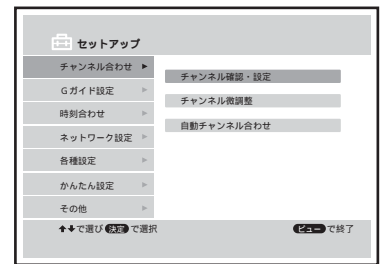 セットアップ
チャンネル合わせ ▶
Gガイド設定 ▶
時刻合わせ ▶
ネットワーク設定 ▶
各種設定 ▶
かんたん設定 ▶
その他 ▶
チャンネル確認・設定
チャンネル微調整
自動チャンネル合わせ
↑↓で選び 決定 で選択
ビュー で終了